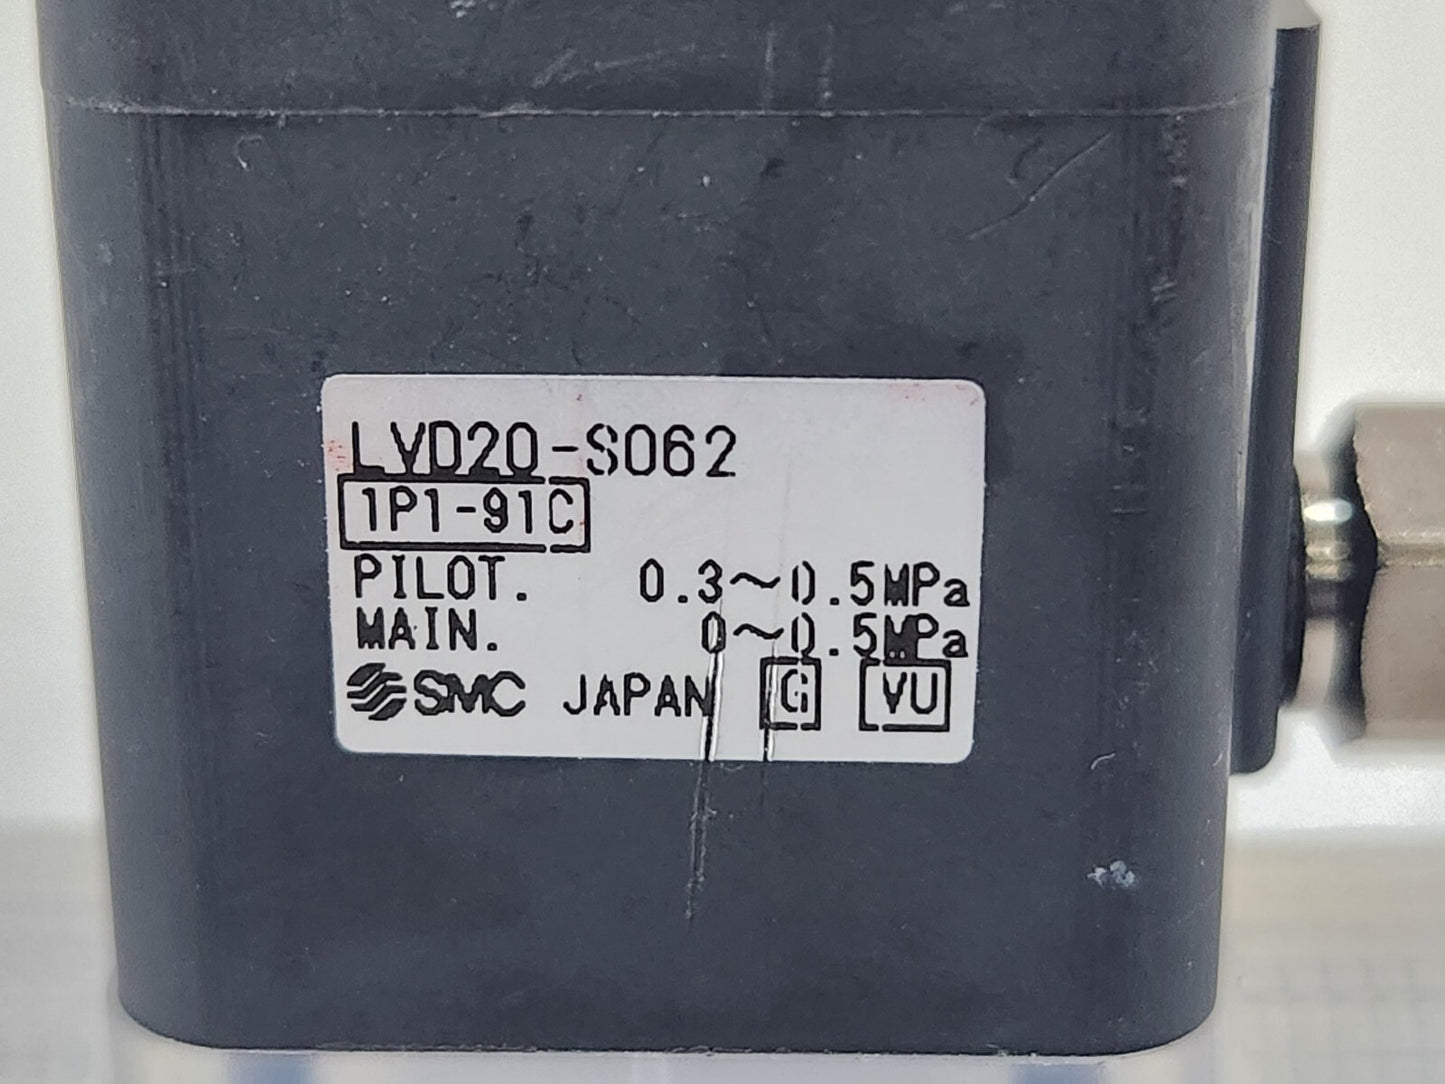 LVD20-S062
1P1-91C
PILOT. 0.3~0.5MPa
MAIN. 0~0.5MPa
SMC JAPAN G VU